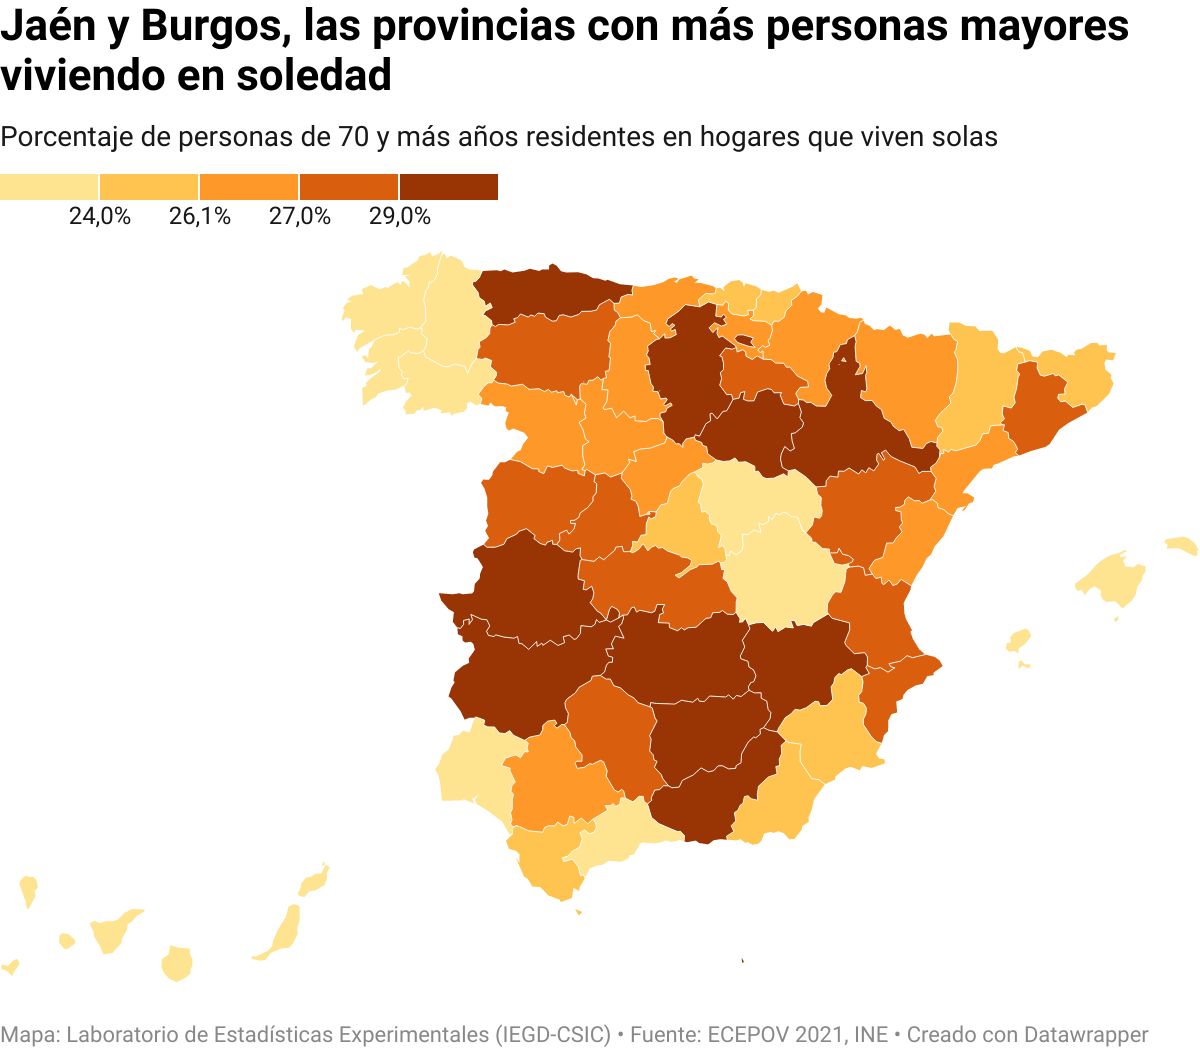 Jaén y Burgos, las provincias con más personas mayores
viviendo en soledad
Porcentaje de personas de 70 y más años residentes en hogares que viven solas
24,0% 26,1% 27,0% 29,0%
Mapa: Laboratorio de Estadísticas Experimentales (IEGD-CSIC) • Fuente: ECEPOV 2021, INE • Creado con Datawrapper